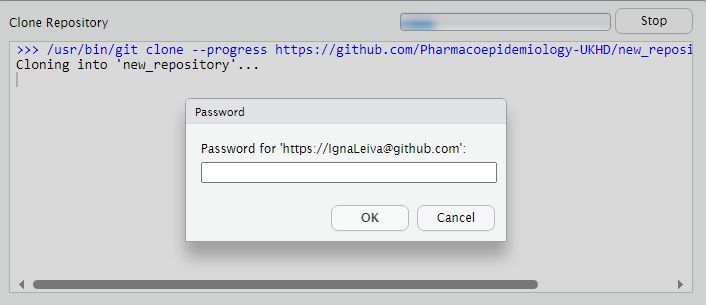 Clone Repository
Stop
>>> /usr/bin/git clone --progress https://github.com/Pharmacoepidemiology-UKHD/new_reposi
Cloning into 'new_repository'...
Password
Password for 'https://IgnaLeiva@github.com':
OK
Cancel